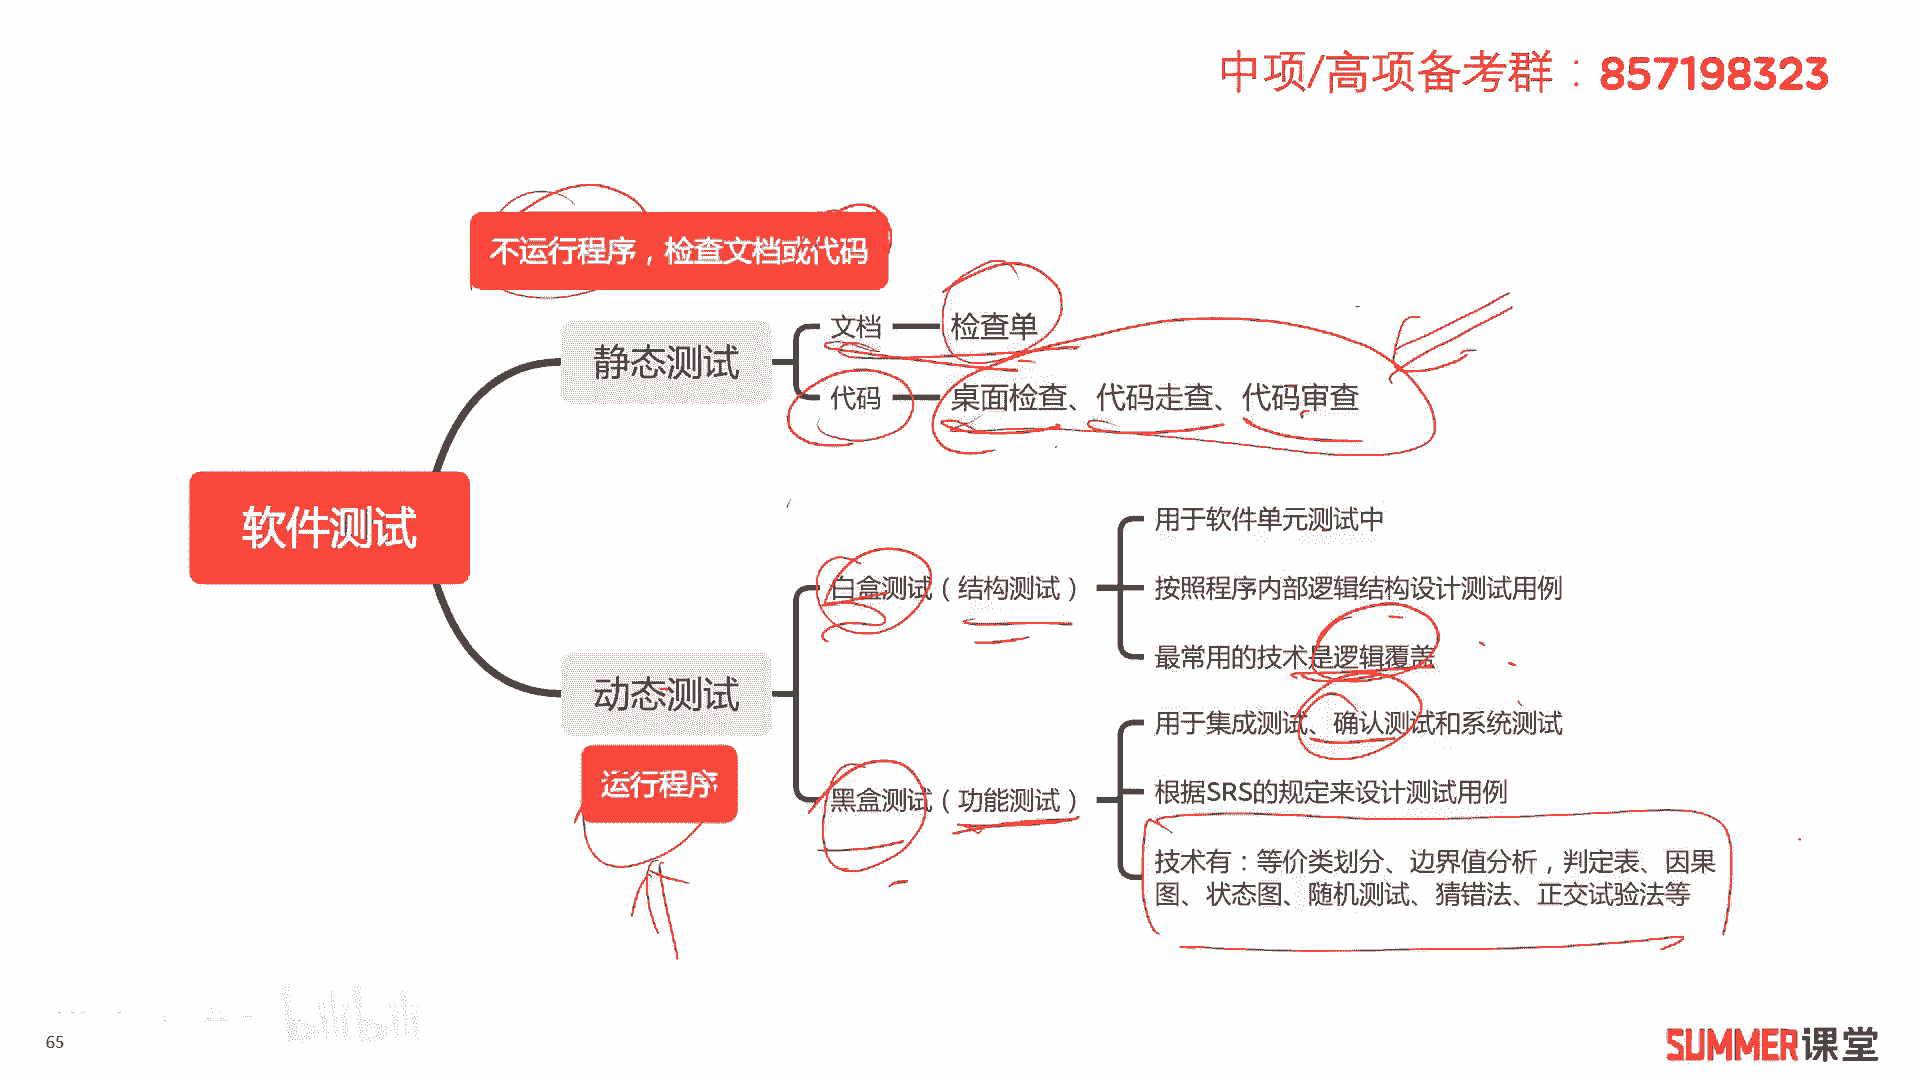 中项/高项备考群：857198323
不运行程序，检查文档或代码
静态测试
文档
检查单
代码
桌面检查、代码走查、代码审查
软件测试
动态测试
运行程序
白盒测试（结构测试）
用于软件单元测试中
按照程序内部逻辑结构设计测试用例
最常用的技术是逻辑覆盖
黑盒测试（功能测试）
用于集成测试、确认测试和系统测试
根据SRS的规定来设计测试用例
技术有：等价类划分、边界值分析，判定表、因果
图、状态图、随机测试、猜错法、正交试验法等
bilibili
65
SUMMER课堂